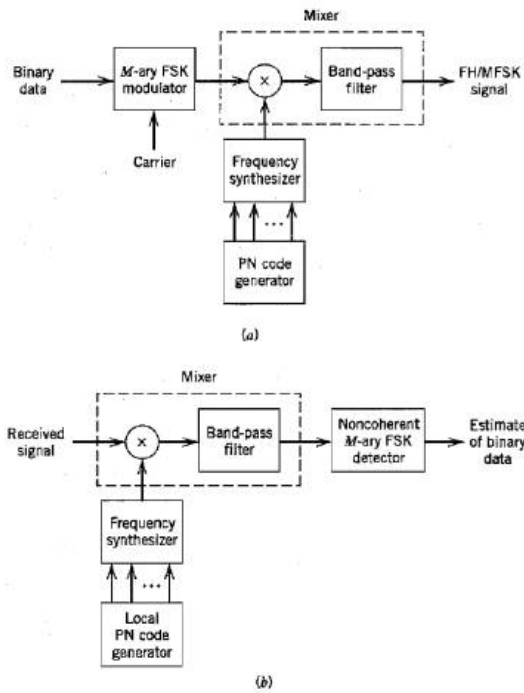 Mixer
Binary
data
M-ary FSK
modulator
×
Band-pass
filter
FH/MFSK
signal
Carrier
Frequency
synthesizer
...
PN code
generator
(a)
Mixer
Received
signal
×
Band-pass
filter
Noncoherent
M-ary FSK
detector
Estimate
of binary
data
Frequency
synthesizer
...
Local
PN code
generator
(b)